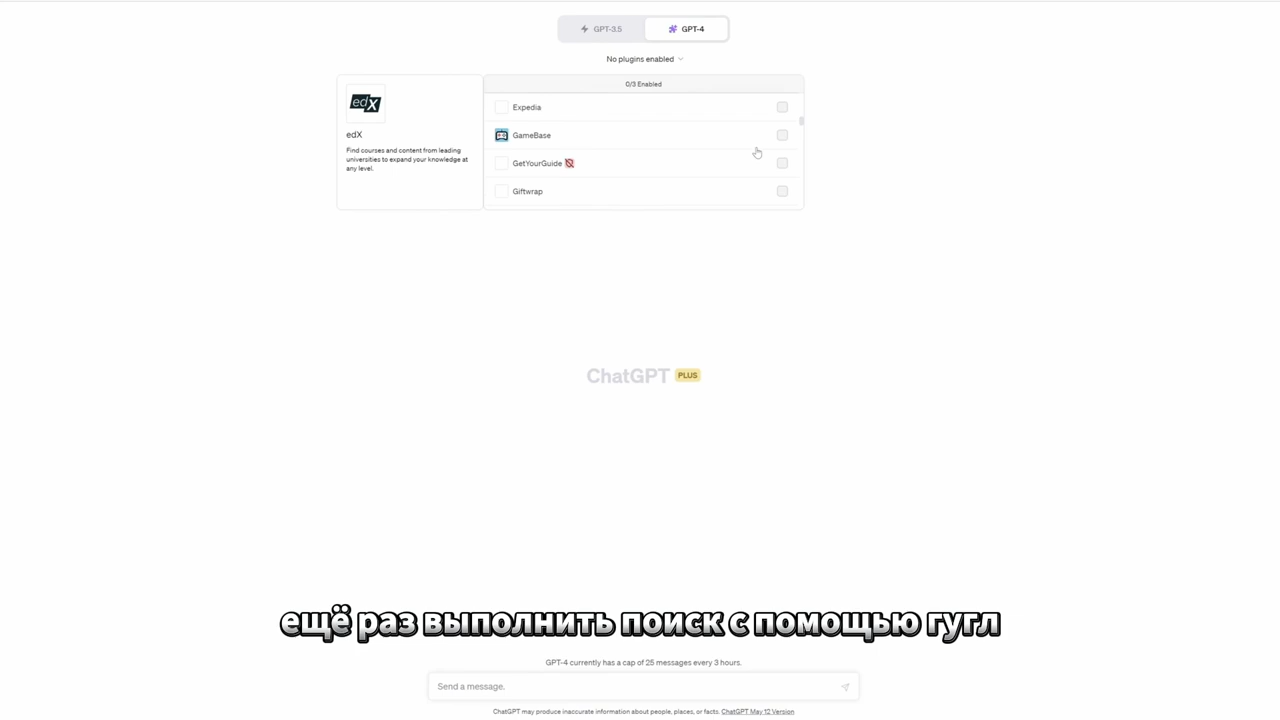 GPT-3.5
GPT-4
No plugins enabled
edX
edX
Find courses and content from leading
universities to expand your knowledge at
any level.
0/3 Enabled
Expedia
GameBase
GetYourGuide
Giftwrap
ChatGPT PLUS
ещё раз выполнить поиск с помощью гугл
GPT-4 currently has a cap of 25 messages every 3 hours.
Send a message.
ChatGPT may produce inaccurate information about people, places, or facts. ChatGPT May 12 Version